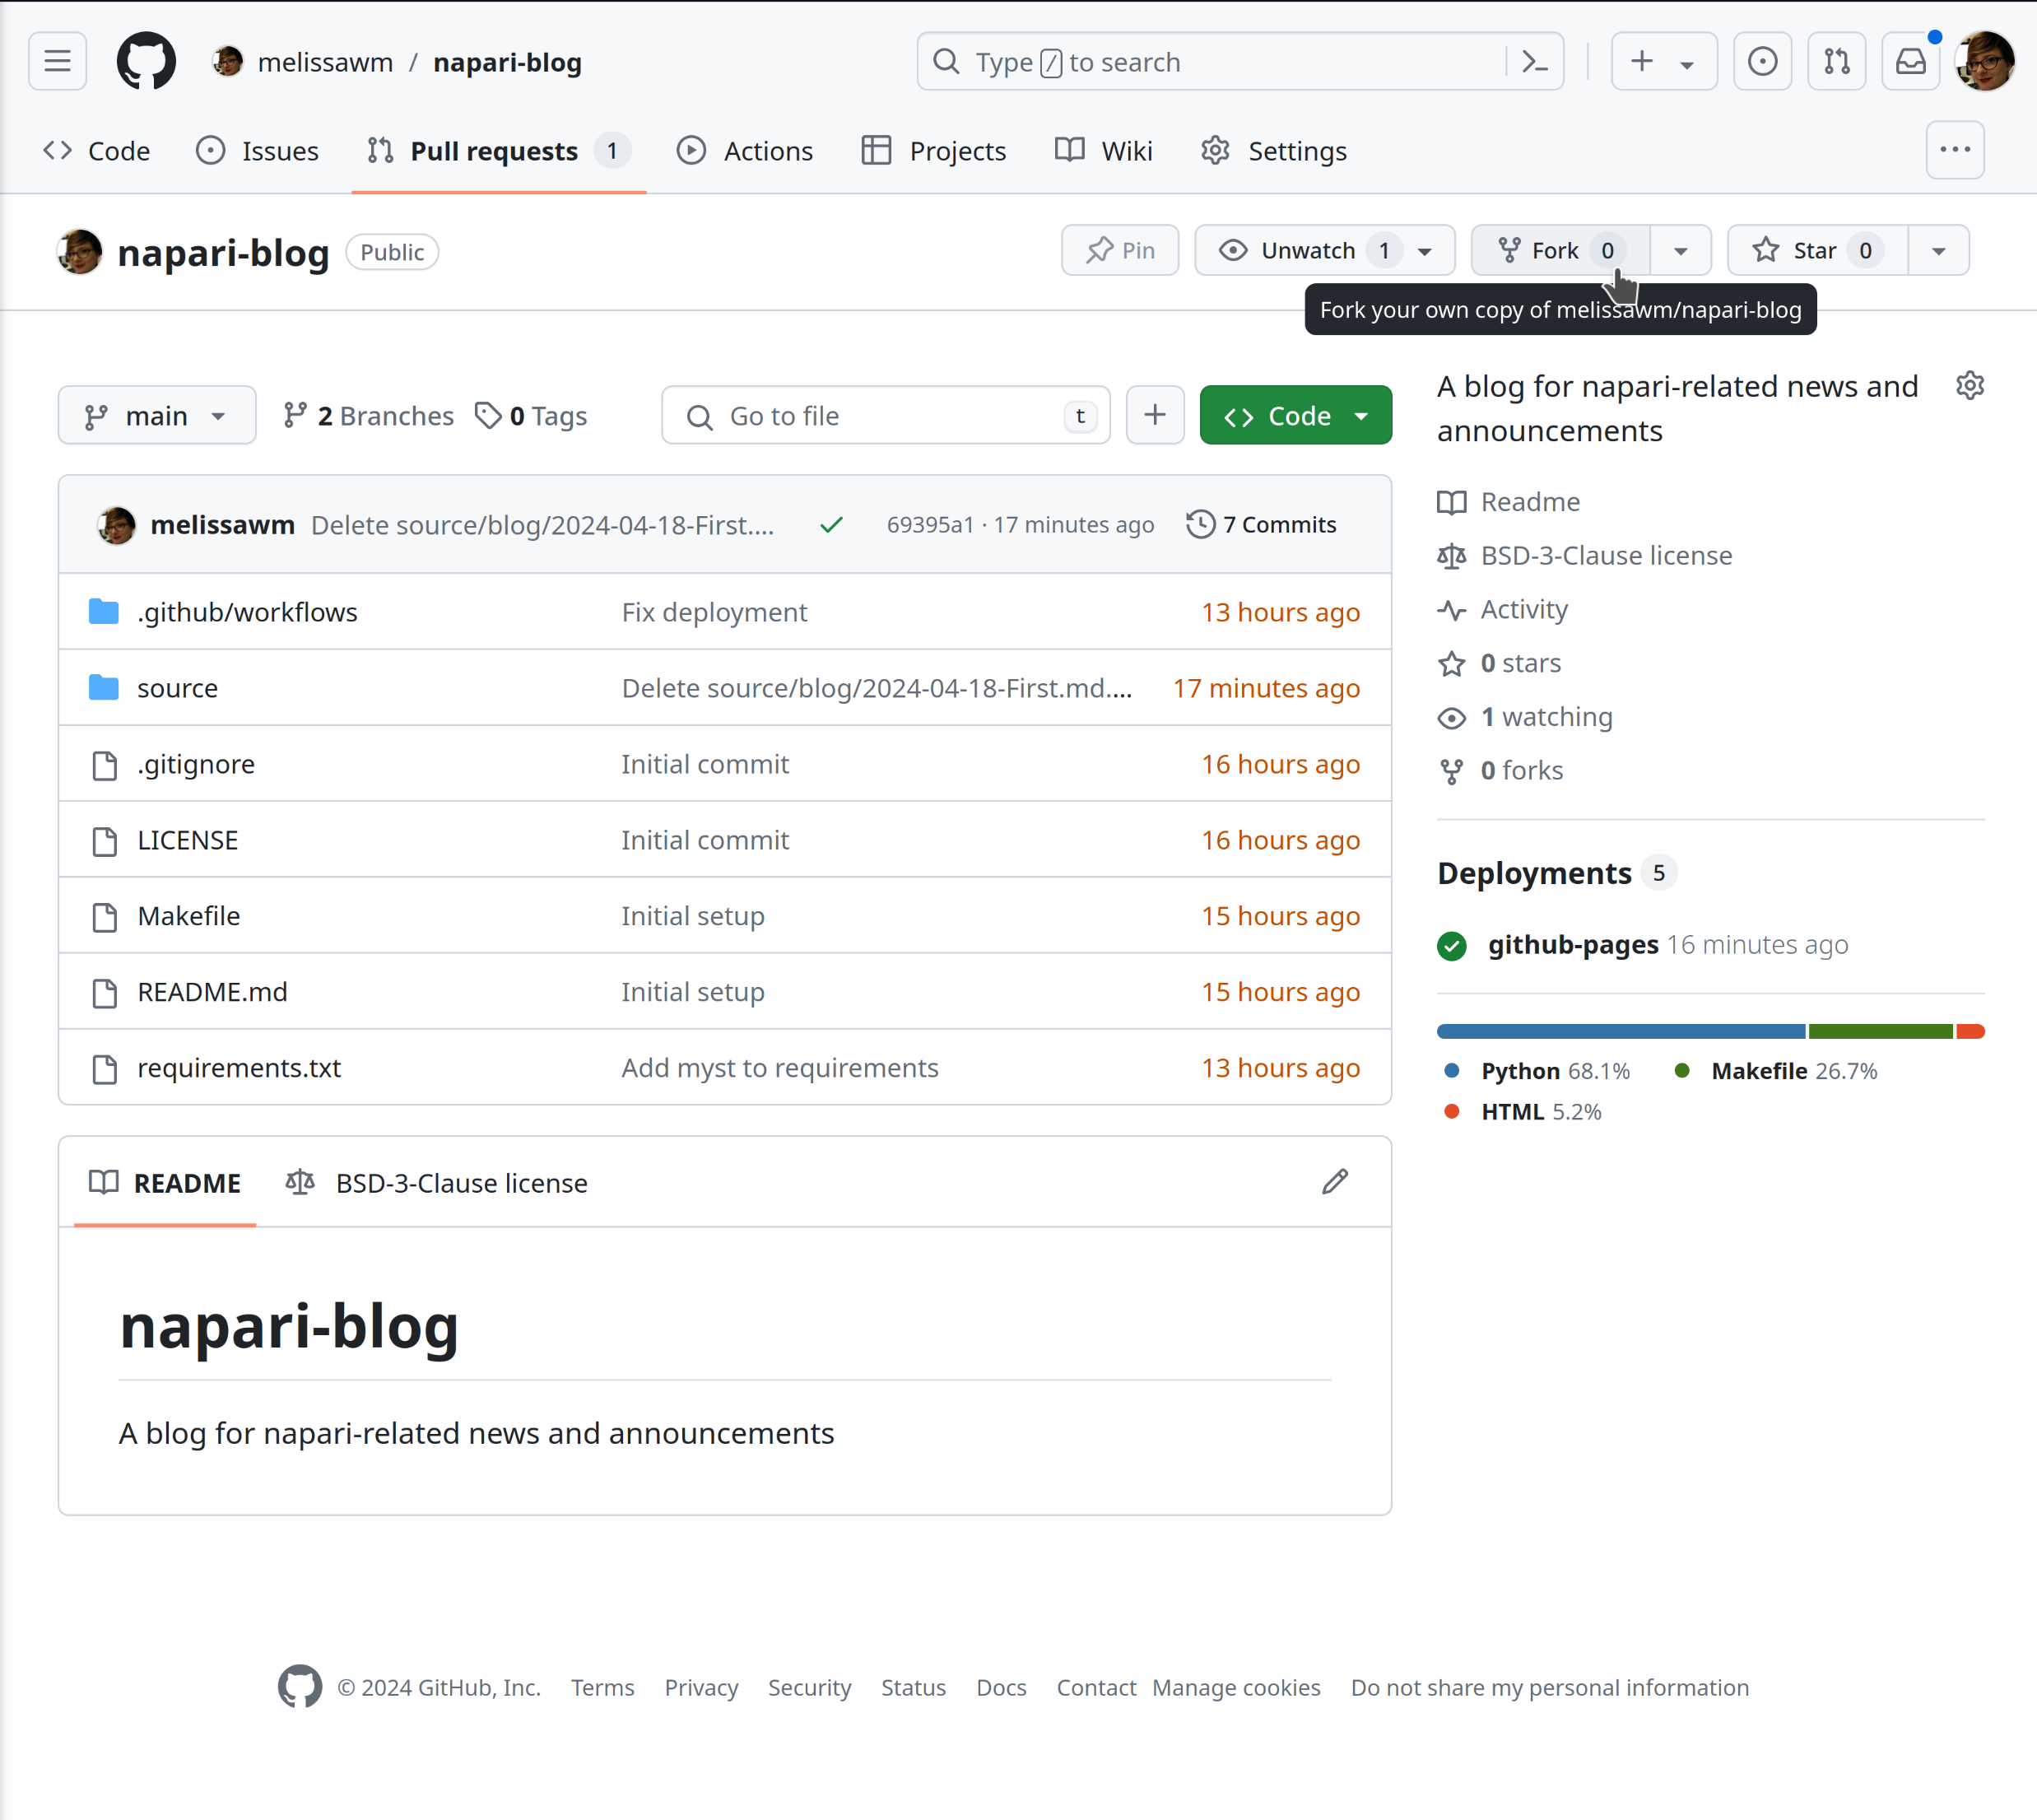 melissawm / napari-blog
Type / to search
Code Issues Pull requests 1 Actions Projects Wiki Settings
napari-blog Public Pin Unwatch 1 Fork 0 Star 0
Fork your own copy of melissawm/napari-blog
main 2 Branches 0 Tags Go to file t Code
A blog for napari-related news and
announcements
Readme
BSD-3-Clause license
Activity
0 stars
1 watching
0 forks
melissawm Delete source/blog/2024-04-18-First.... 69395a1 · 17 minutes ago 7 Commits
.github/workflows Fix deployment 13 hours ago
source Delete source/blog/2024-04-18-First.md.... 17 minutes ago
.gitignore Initial commit 16 hours ago
LICENSE Initial commit 16 hours ago
Makefile Initial setup 15 hours ago
README.md Initial setup 15 hours ago
requirements.txt Add myst to requirements 13 hours ago
Deployments 5
github-pages 16 minutes ago
Python 68.1% Makefile 26.7%
HTML 5.2%
README BSD-3-Clause license
napari-blog
A blog for napari-related news and announcements
© 2024 GitHub, Inc. Terms Privacy Security Status Docs Contact Manage cookies Do not share my personal information